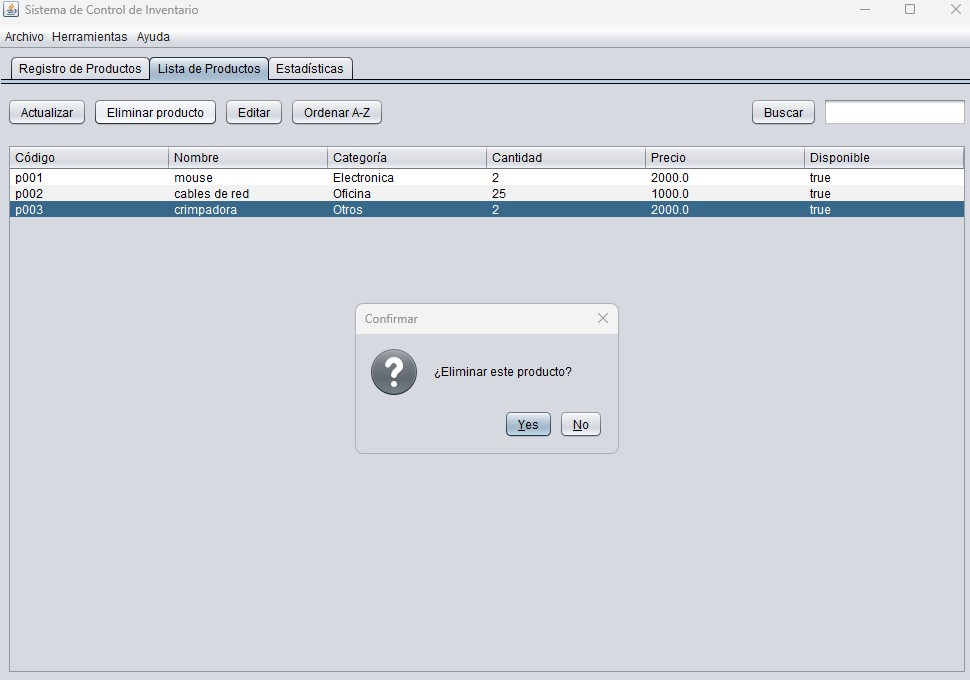 Sistema de Control de Inventario
Archivo Herramientas Ayuda
Registro de Productos Lista de Productos Estadísticas
Actualizar Eliminar producto Editar Ordenar A-Z Buscar
Código Nombre Categoría Cantidad Precio Disponible
p001 mouse Electronica 2 2000.0 true
p002 cables de red Oficina 25 1000.0 true
p003 crimpadora Otros 2 2000.0 true
Confirmar
¿Eliminar este producto?
Yes No